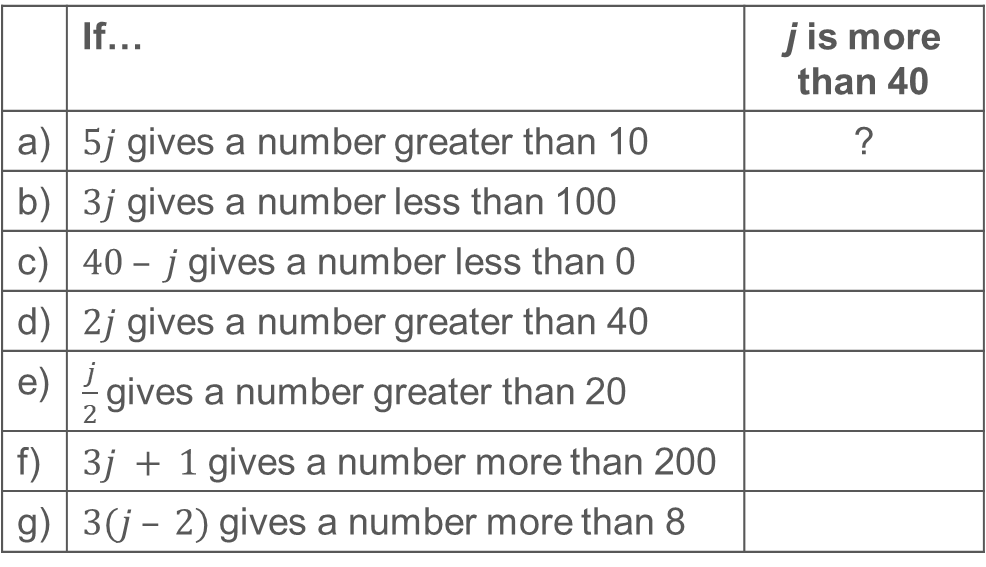 If… j is more
than 40
a) 5j gives a number greater than 10 ?
b) 3j gives a number less than 100
c) 40 – j gives a number less than 0
d) 2j gives a number greater than 40
e) j/2 gives a number greater than 20
f) 3j + 1 gives a number more than 200
g) 3(j – 2) gives a number more than 8